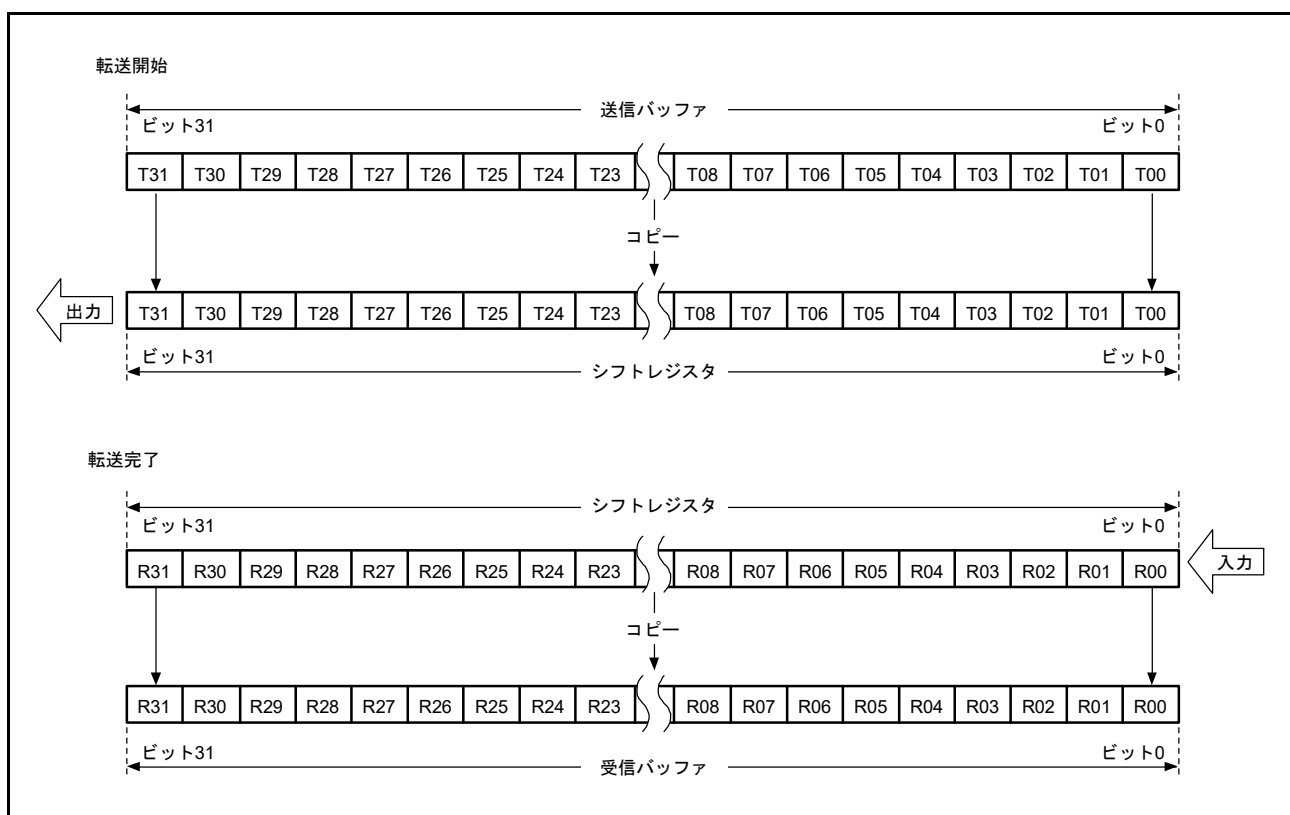 転送開始
送信バッファ
ビット31 ビット0
T31 T30 T29 T28 T27 T26 T25 T24 T23 T08 T07 T06 T05 T04 T03 T02 T01 T00
コピー
出力 T31 T30 T29 T28 T27 T26 T25 T24 T23 T08 T07 T06 T05 T04 T03 T02 T01 T00
ビット31 ビット0
シフトレジスタ
転送完了
シフトレジスタ
ビット31 ビット0
R31 R30 R29 R28 R27 R26 R25 R24 R23 R08 R07 R06 R05 R04 R03 R02 R01 R00 入力
コピー
R31 R30 R29 R28 R27 R26 R25 R24 R23 R08 R07 R06 R05 R04 R03 R02 R01 R00
ビット31 ビット0
受信バッファ